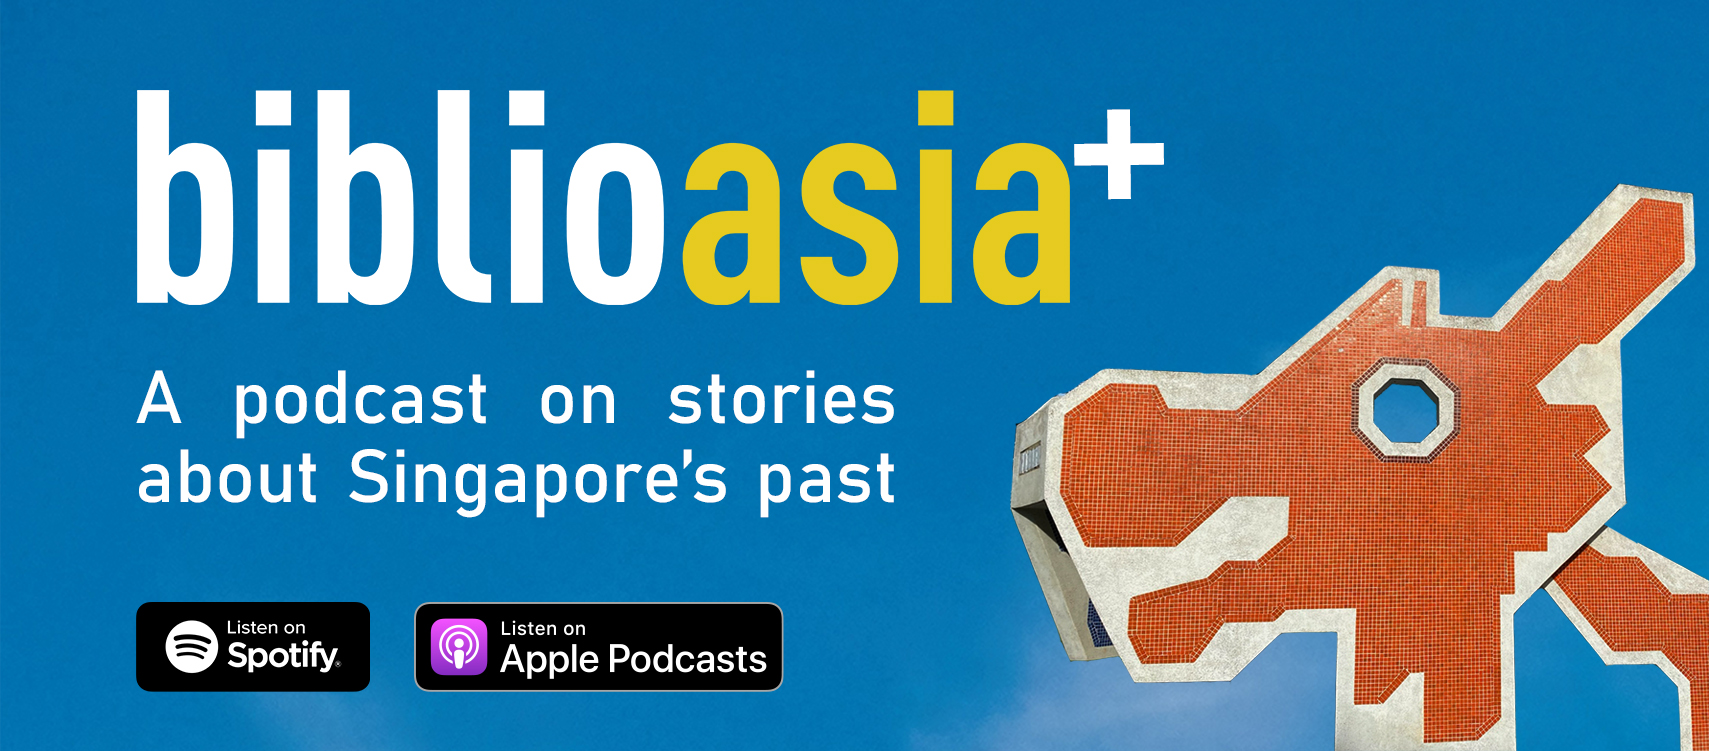 biblioasia+
A podcast on stories
about Singapore’s past
Listen on
Spotify®
Listen on
Apple Podcasts